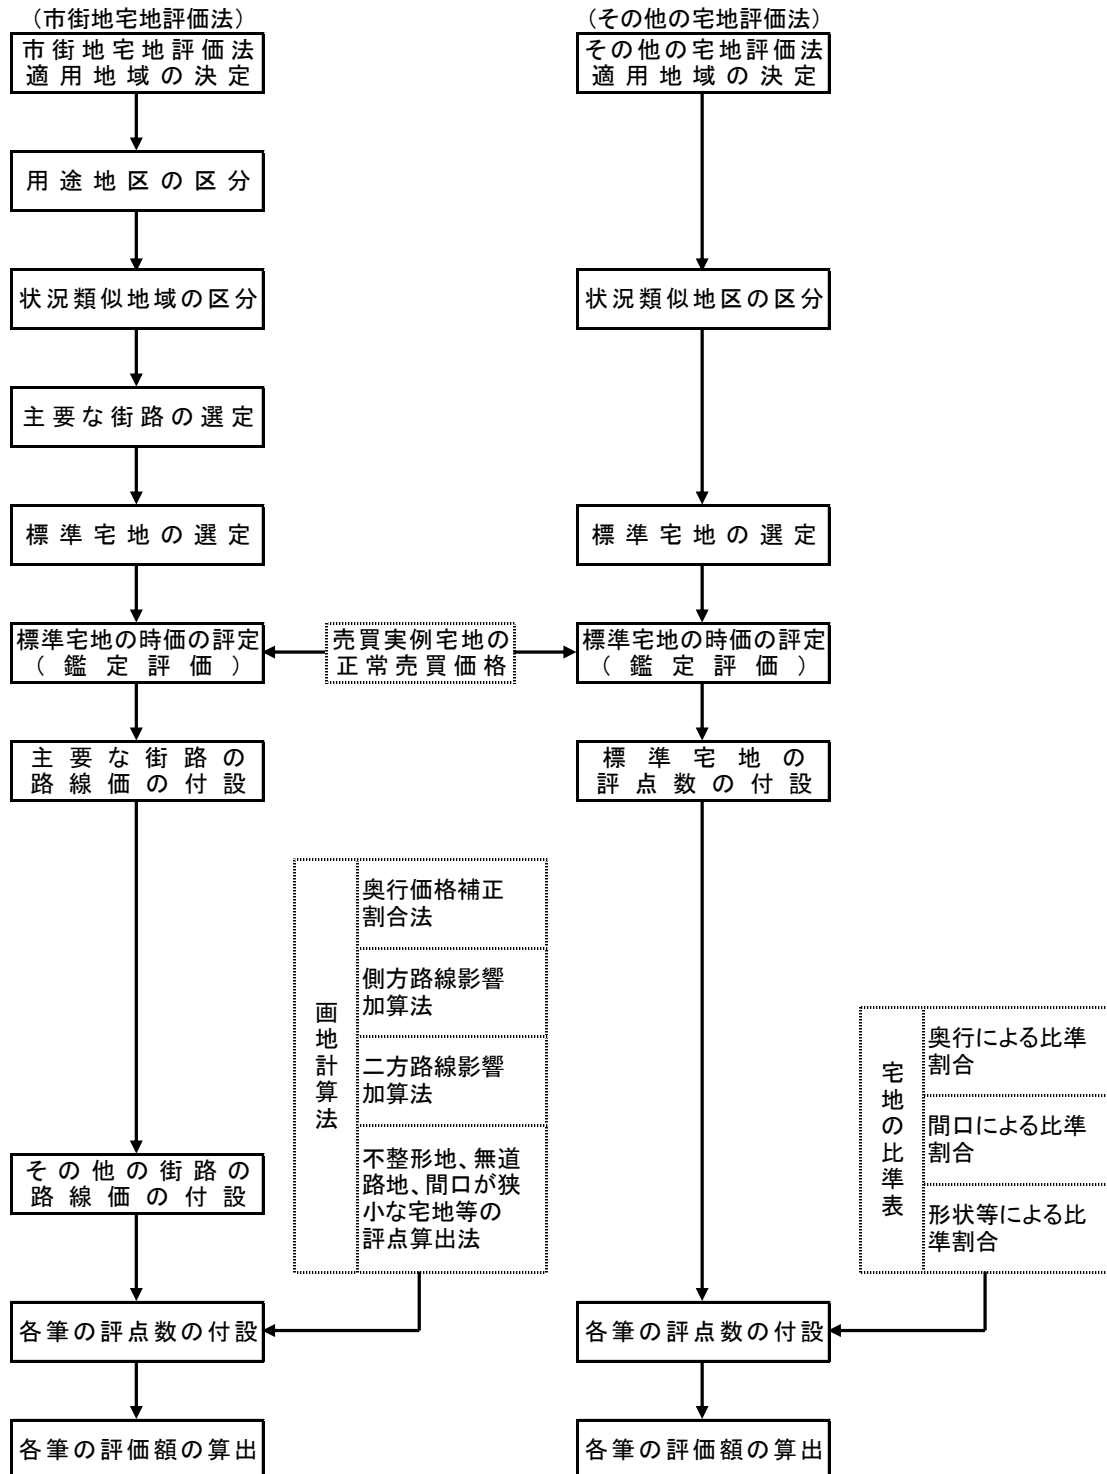 （市街地宅地評価法）
市街地宅地評価法
適用地域の決定
用途地区の区分
状況類似地域の区分
主要な街路の選定
標準宅地の選定
標準宅地の時価の評定
（鑑定評価）
主要な街路の
路線価の付設
その他の街路の
路線価の付設
各筆の評点数の付設
各筆の評価額の算出
売買実例宅地の
正常売買価格
画地計算法
奥行価格補正
割合法
側方路線影響
加算法
二方路線影響
加算法
不整形地、無道
路地、間口が狭
小な宅地等の
評点算出法
（その他の宅地評価法）
その他の宅地評価法
適用地域の決定
状況類似地区の区分
標準宅地の選定
標準宅地の時価の評定
（鑑定評価）
標準宅地の
評点数の付設
各筆の評点数の付設
各筆の評価額の算出
宅地の比準表
奥行による比準
割合
間口による比準
割合
形状等による比
準割合